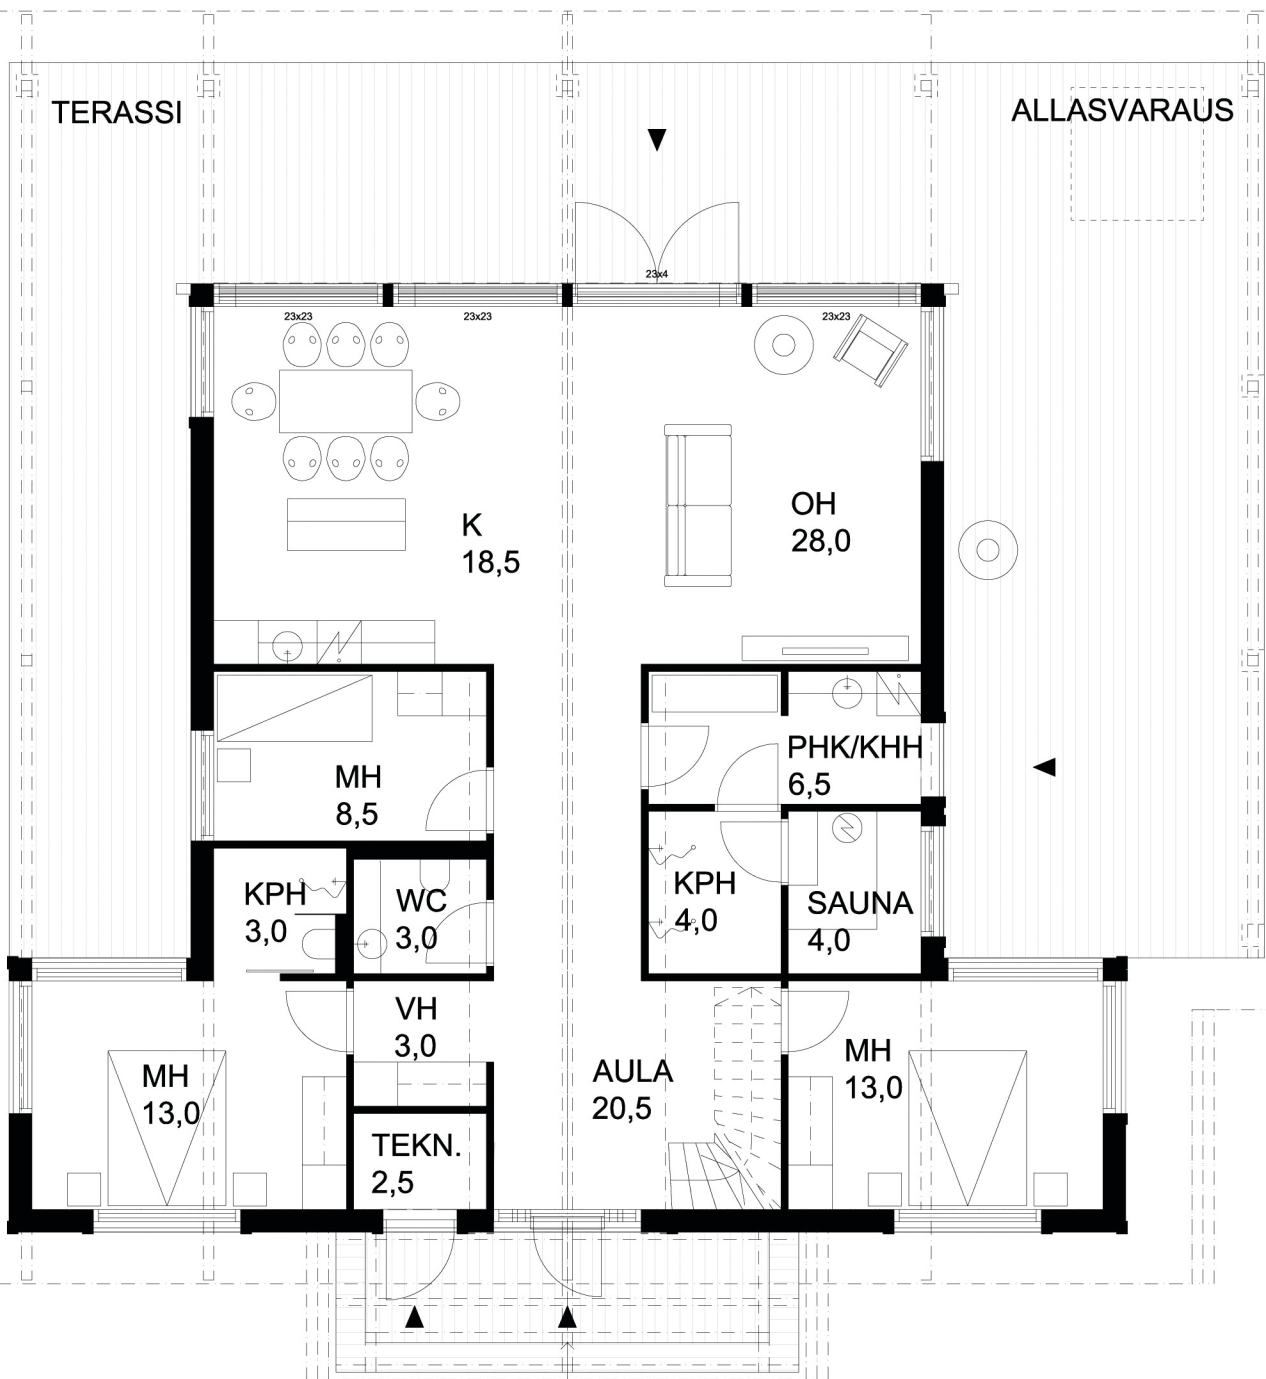 TERASSI
ALLASVARAUS
23x4
23x23
23x23
23x23
K
18,5
OH
28,0
MH
8,5
PHK/KHH
6,5
KPH
3,0
WC
3,0
KPH
4,0
SAUNA
4,0
VH
3,0
MH
13,0
AULA
20,5
MH
13,0
TEKN.
2,5